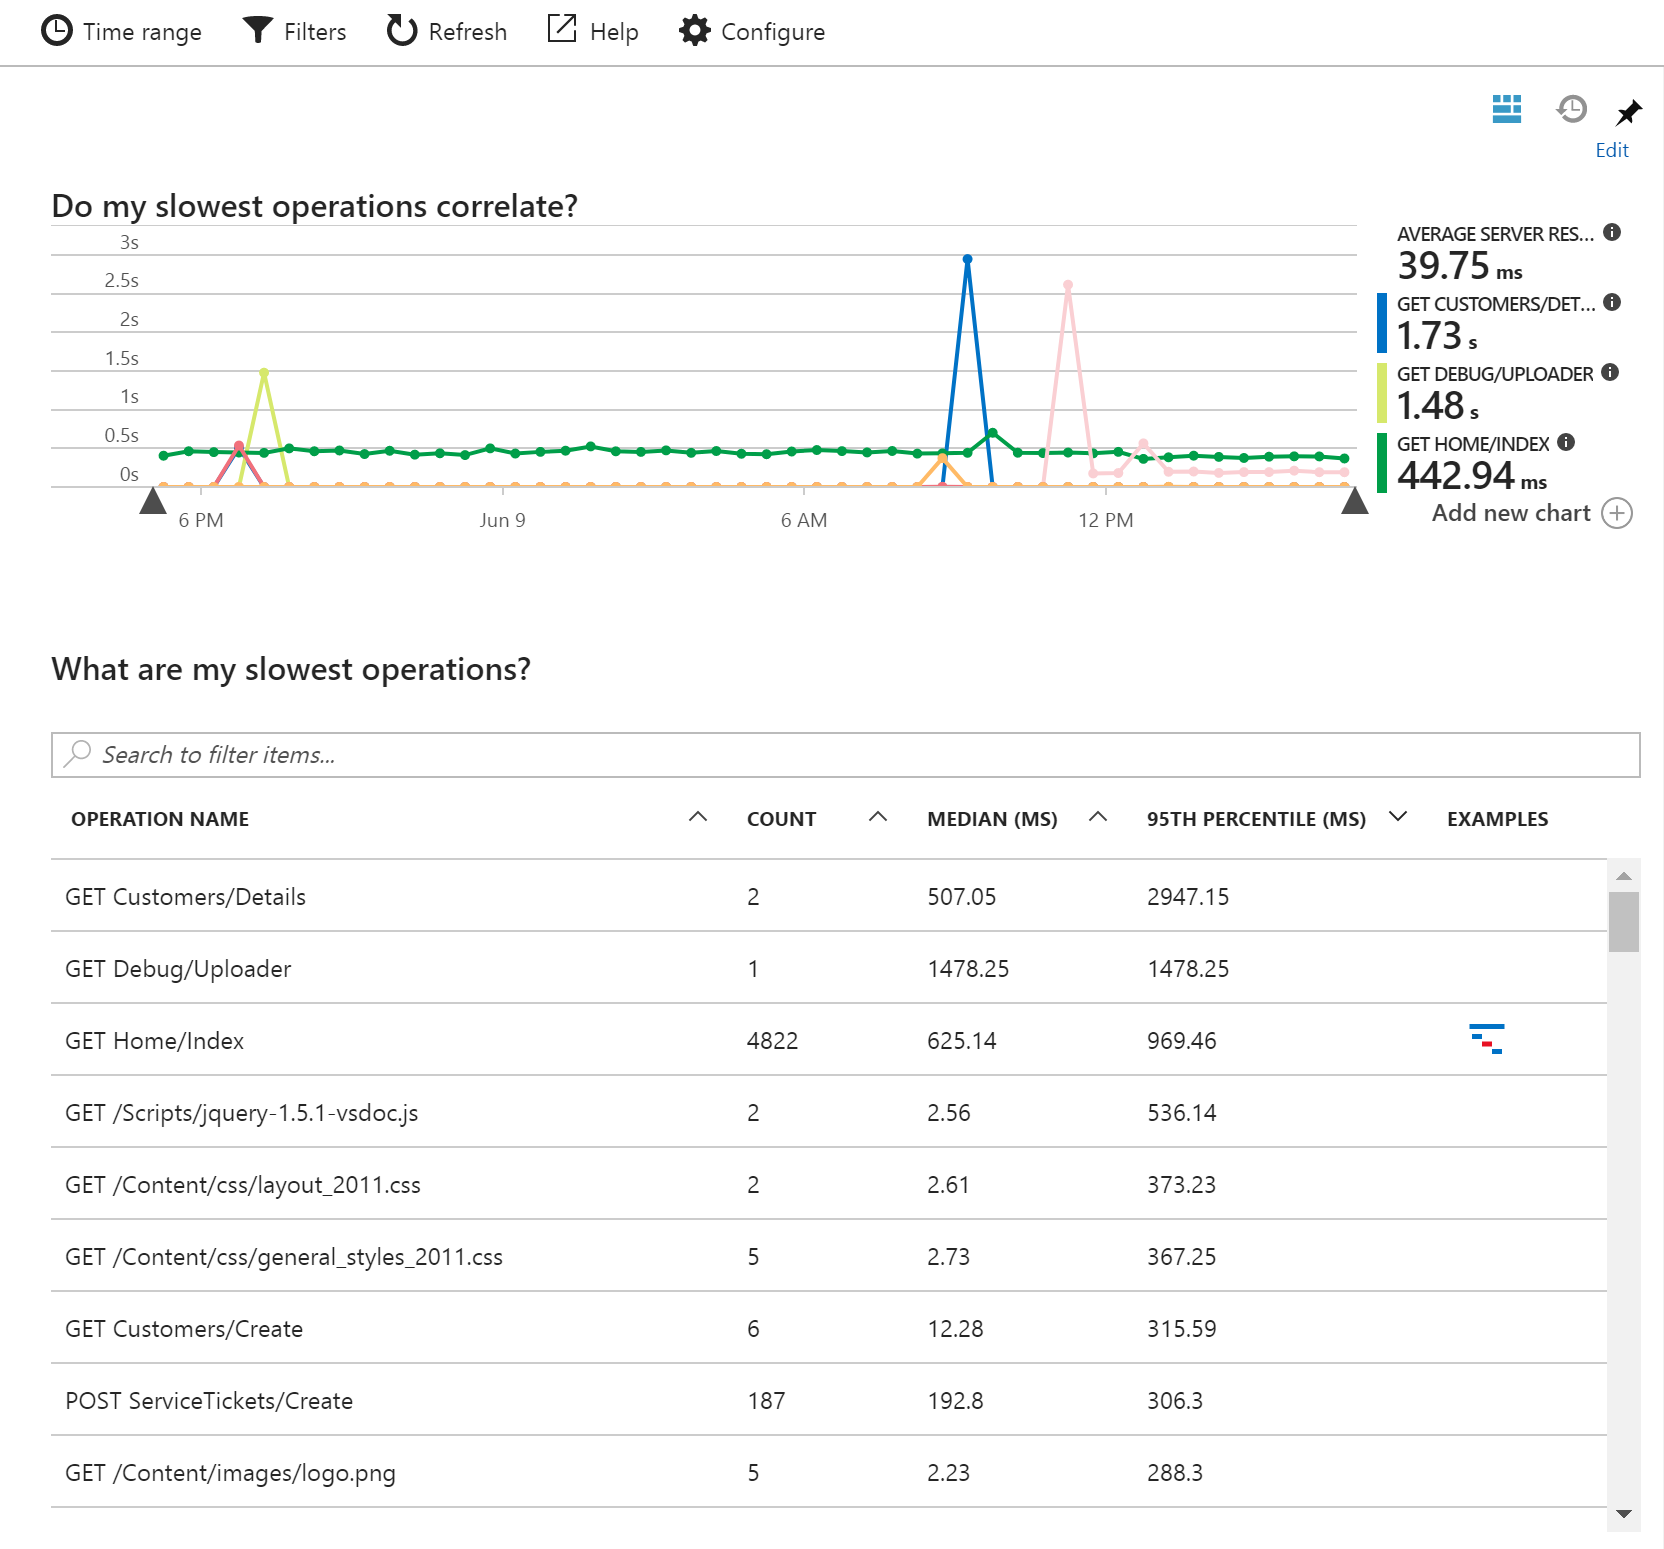 Time range Filters Refresh Help Configure
Edit
Do my slowest operations correlate?
3s
2.5s
2s
1.5s
1s
0.5s
0s
6 PM Jun 9 6 AM 12 PM
AVERAGE SERVER RES...
39.75 ms
GET CUSTOMERS/DET...
1.73 s
GET DEBUG/UPLOADER
1.48 s
GET HOME/INDEX
442.94 ms
Add new chart
What are my slowest operations?
Search to filter items...
OPERATION NAME COUNT MEDIAN (MS) 95TH PERCENTILE (MS) EXAMPLES
GET Customers/Details 2 507.05 2947.15
GET Debug/Uploader 1 1478.25 1478.25
GET Home/Index 4822 625.14 969.46
GET /Scripts/jquery-1.5.1-vsdoc.js 2 2.56 536.14
GET /Content/css/layout_2011.css 2 2.61 373.23
GET /Content/css/general_styles_2011.css 5 2.73 367.25
GET Customers/Create 6 12.28 315.59
POST ServiceTickets/Create 187 192.8 306.3
GET /Content/images/logo.png 5 2.23 288.3